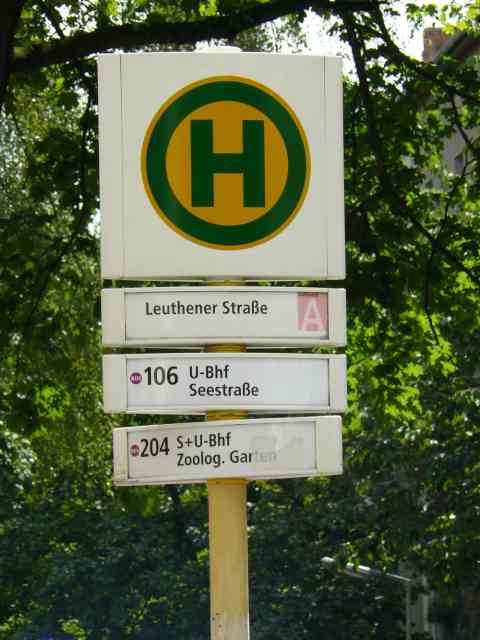 H
Leuthener Straße A
106 U-Bhf
Seestraße
204 S+U-Bhf
Zoolog. Garten